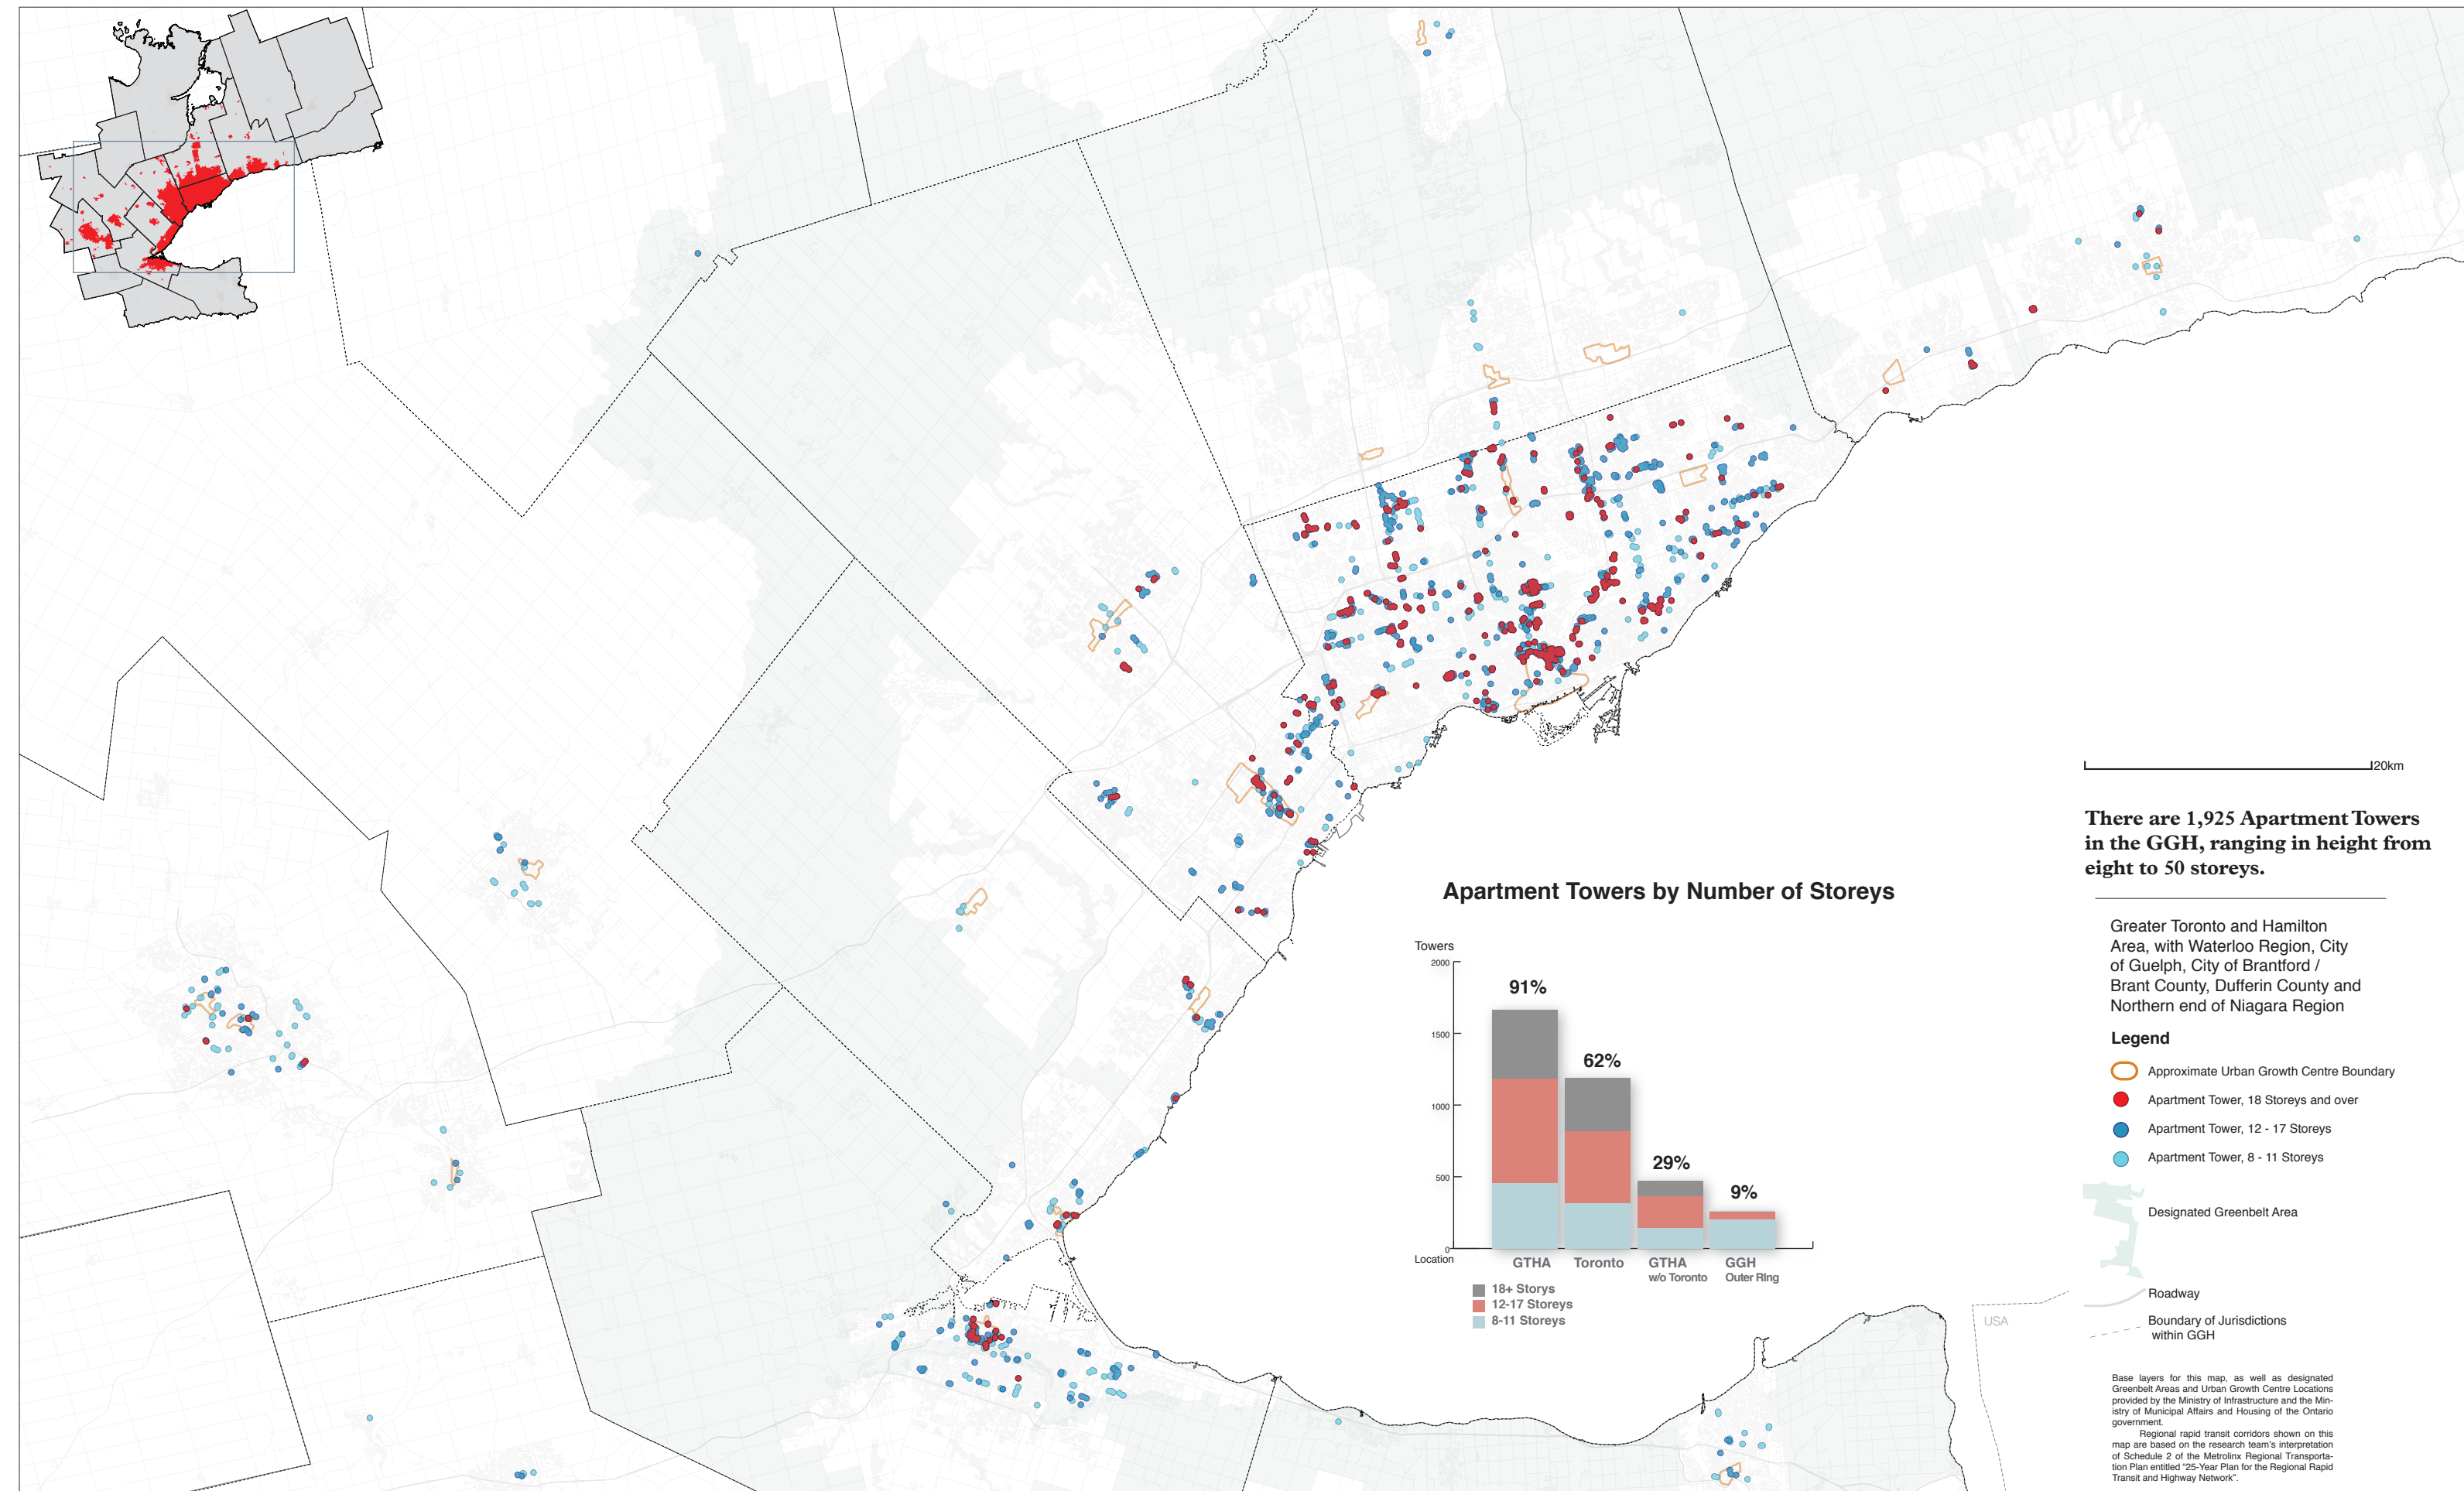 20km
There are 1,925 Apartment Towers
in the GGH, ranging in height from
eight to 50 storeys.
Greater Toronto and Hamilton
Area, with Waterloo Region, City
of Guelph, City of Brantford /
Brant County, Dufferin County and
Northern end of Niagara Region
Legend
Approximate Urban Growth Centre Boundary
Apartment Tower, 18 Storeys and over
Apartment Tower, 12 - 17 Storeys
Apartment Tower, 8 - 11 Storeys
Designated Greenbelt Area
Roadway
Boundary of Jurisdictions
within GGH
Base layers for this map, as well as designated
Greenbelt Areas and Urban Growth Centre Locations
provided by the Ministry of Infrastructure and the Min-
istry of Municipal Affairs and Housing of the Ontario
government.
Regional rapid transit corridors shown on this
map are based on the research team's interpretation
of Schedule 2 of the Metrolinx Regional Transporta-
tion Plan entitled "25-Year Plan for the Regional Rapid
Transit and Highway Network".
Apartment Towers by Number of Storeys
Towers
2000
1500
1000
500
0
Location
91%
62%
29%
9%
GTHA
Toronto
GTHA
w/o Toronto
GGH
Outer RIng
18+ Storys
12-17 Storeys
8-11 Storeys
USA